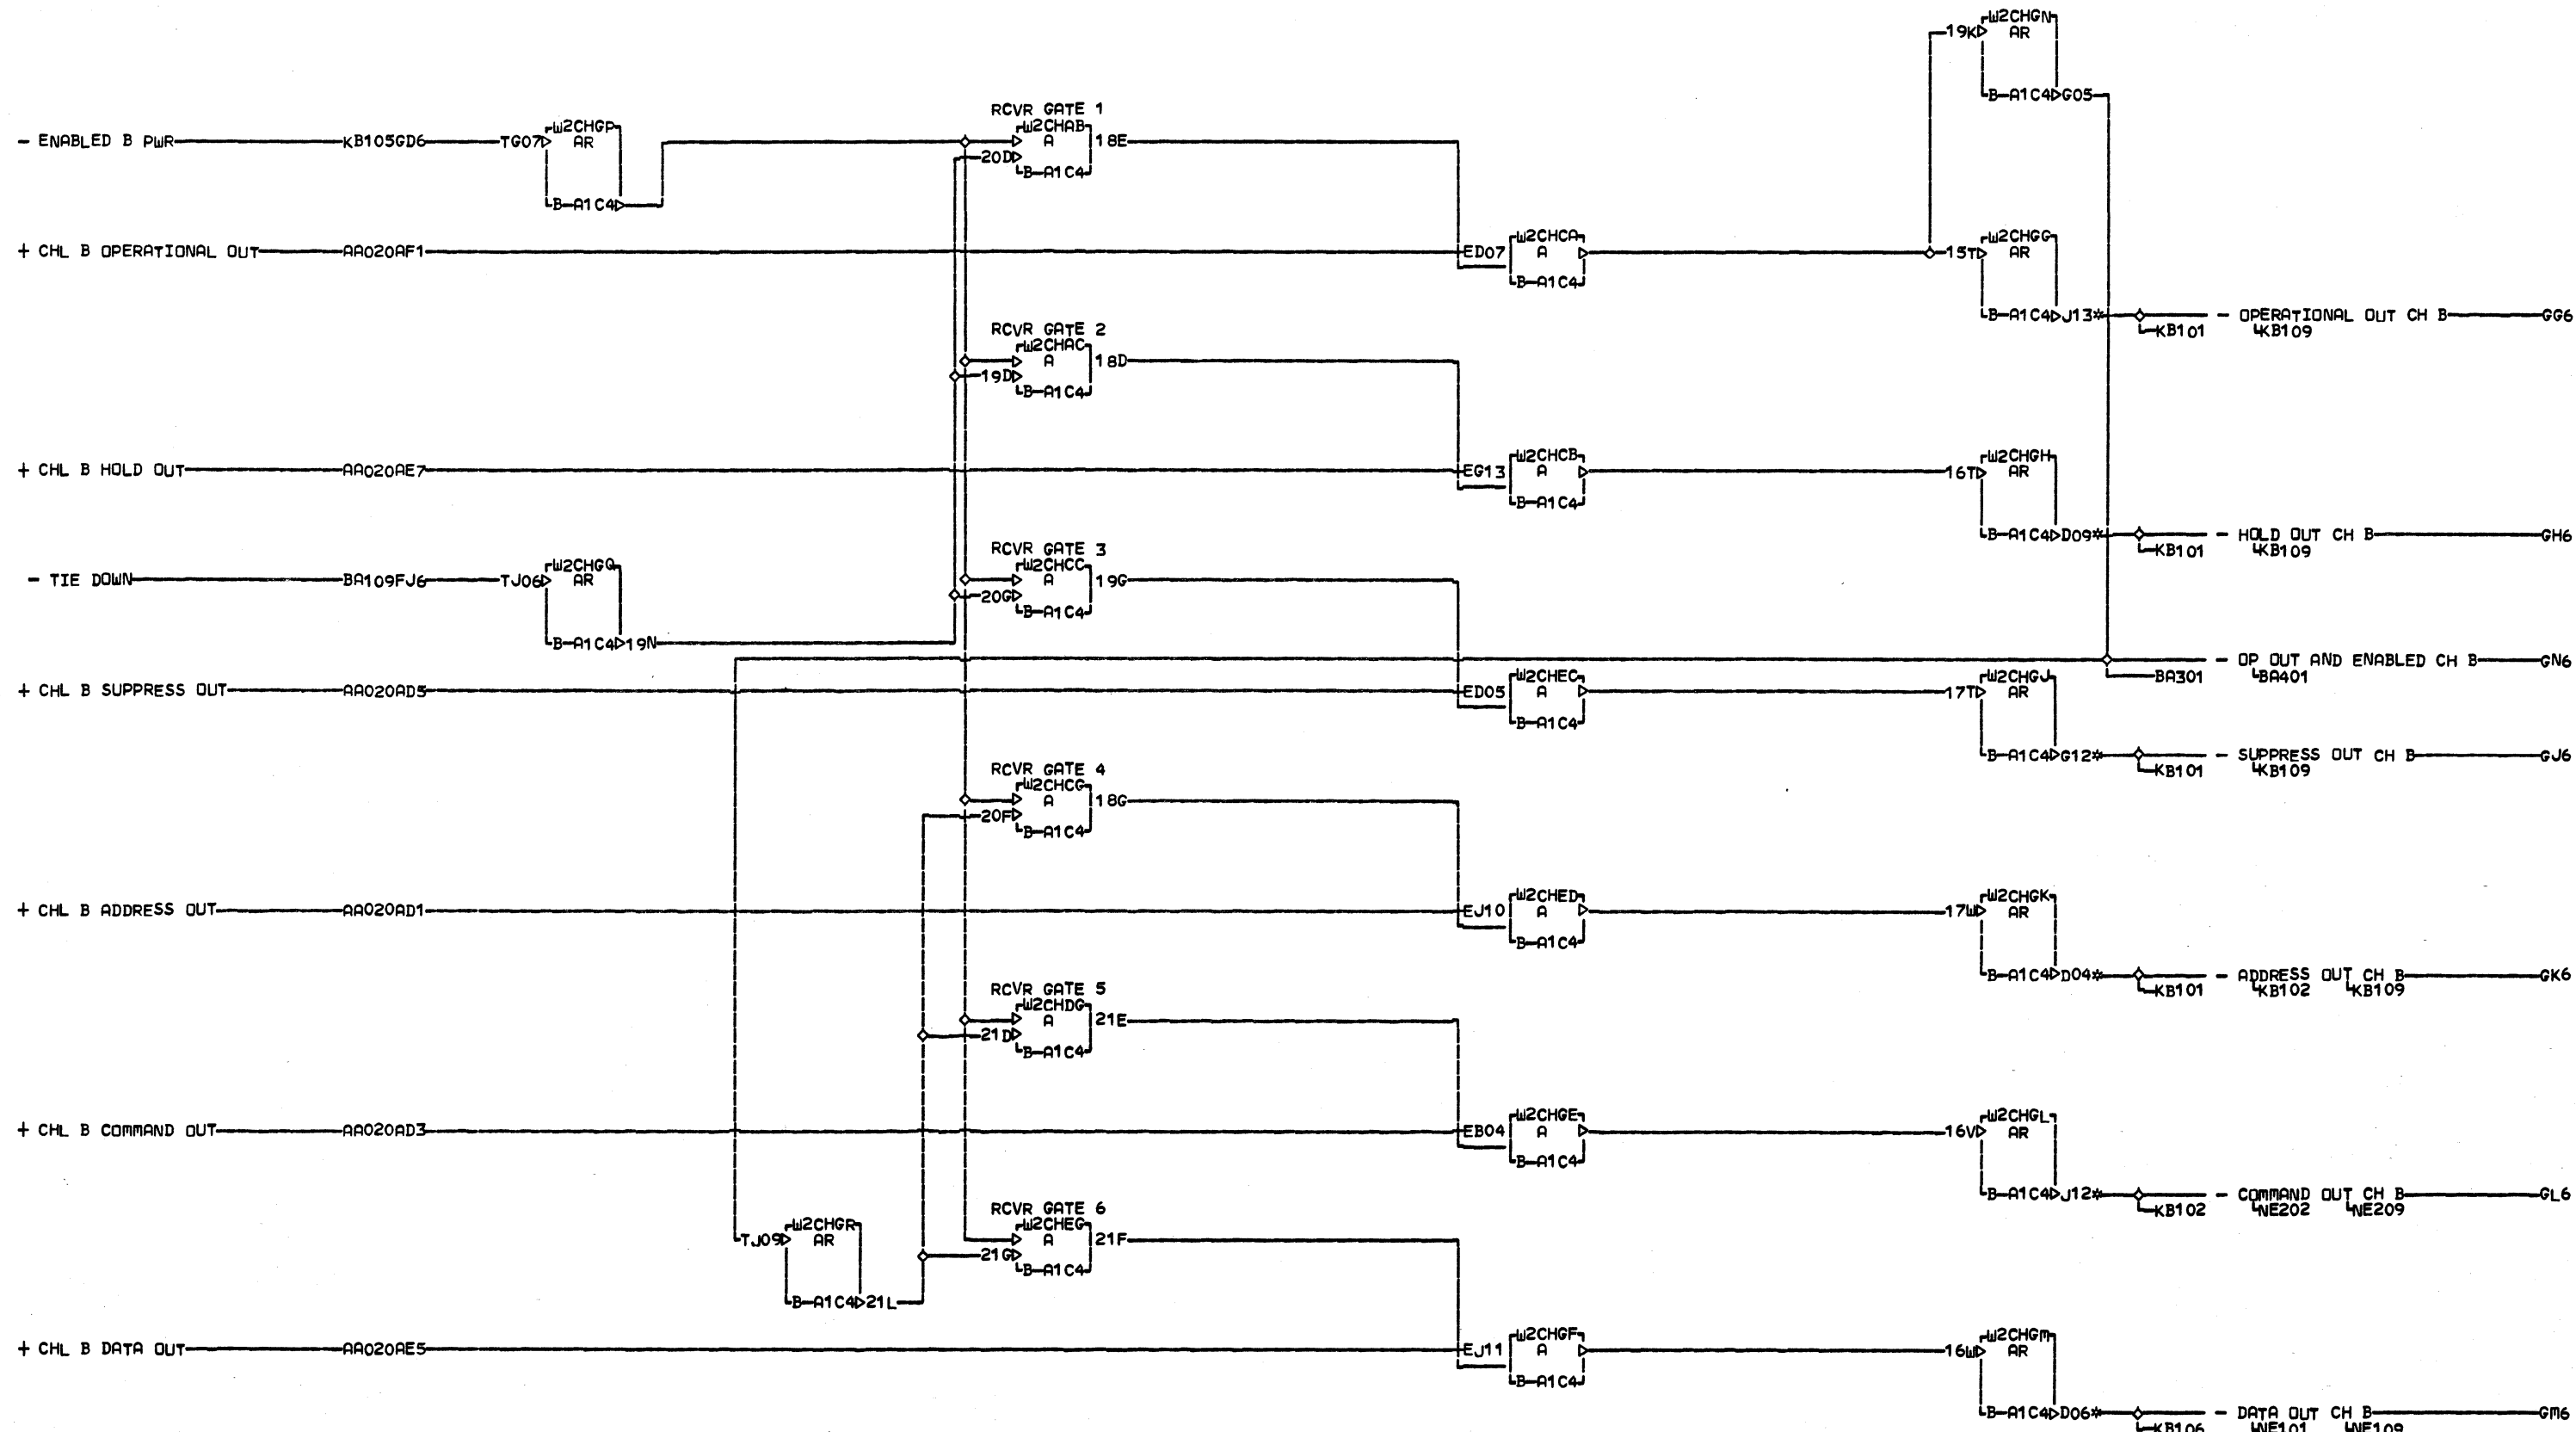 W2CHGN
19K AR
B-A1C4 G05
RCVR GATE 1
- ENABLED B PWR KB105GD6 TG07 W2CHGP AR W2CHAB A 18E
20D
B-A1C4
B-A1C4
+ CHL B OPERATIONAL OUT AA020AF1 ED07 W2CHCA A 15T W2CHGG AR
B-A1C4
B-A1C4 J13* - OPERATIONAL OUT CH B GG6
KB101 KB109
RCVR GATE 2
W2CHAC
A 18D
19D
B-A1C4
+ CHL B HOLD OUT AA020AE7 EG13 W2CHCB A 16T W2CHGH AR
B-A1C4
B-A1C4 D09* - HOLD OUT CH B GH6
KB101 KB109
RCVR GATE 3
- TIE DOWN BA109FJ6 TJ06 W2CHGQ AR W2CHCC A 19G
20G
B-A1C4
B-A1C4 19N
- OP OUT AND ENABLED CH B GN6
BA301 BA401
+ CHL B SUPPRESS OUT AA020AD5 ED05 W2CHEC A 17T W2CHGJ AR
B-A1C4
B-A1C4 G12* - SUPPRESS OUT CH B GJ6
KB101 KB109
RCVR GATE 4
W2CHCG
A 18G
20F
B-A1C4
+ CHL B ADDRESS OUT AA020AD1 EJ10 W2CHED A 17W W2CHGK AR
B-A1C4
B-A1C4 D04* - ADDRESS OUT CH B GK6
KB101 KB102 KB109
RCVR GATE 5
W2CHDG
A 21E
21D
B-A1C4
+ CHL B COMMAND OUT AA020AD3 EB04 W2CHGE A 16V W2CHGL AR
B-A1C4
B-A1C4 J12* - COMMAND OUT CH B GL6
KB102 NE202 NE209
RCVR GATE 6
TJ09 W2CHGR AR W2CHEG A 21F
21G
B-A1C4
B-A1C4 21L
+ CHL B DATA OUT AA020AE5 EJ11 W2CHGF A 16W W2CHGM AR
B-A1C4
B-A1C4 D06* - DATA OUT CH B GM6
KB106 NE101 NE109